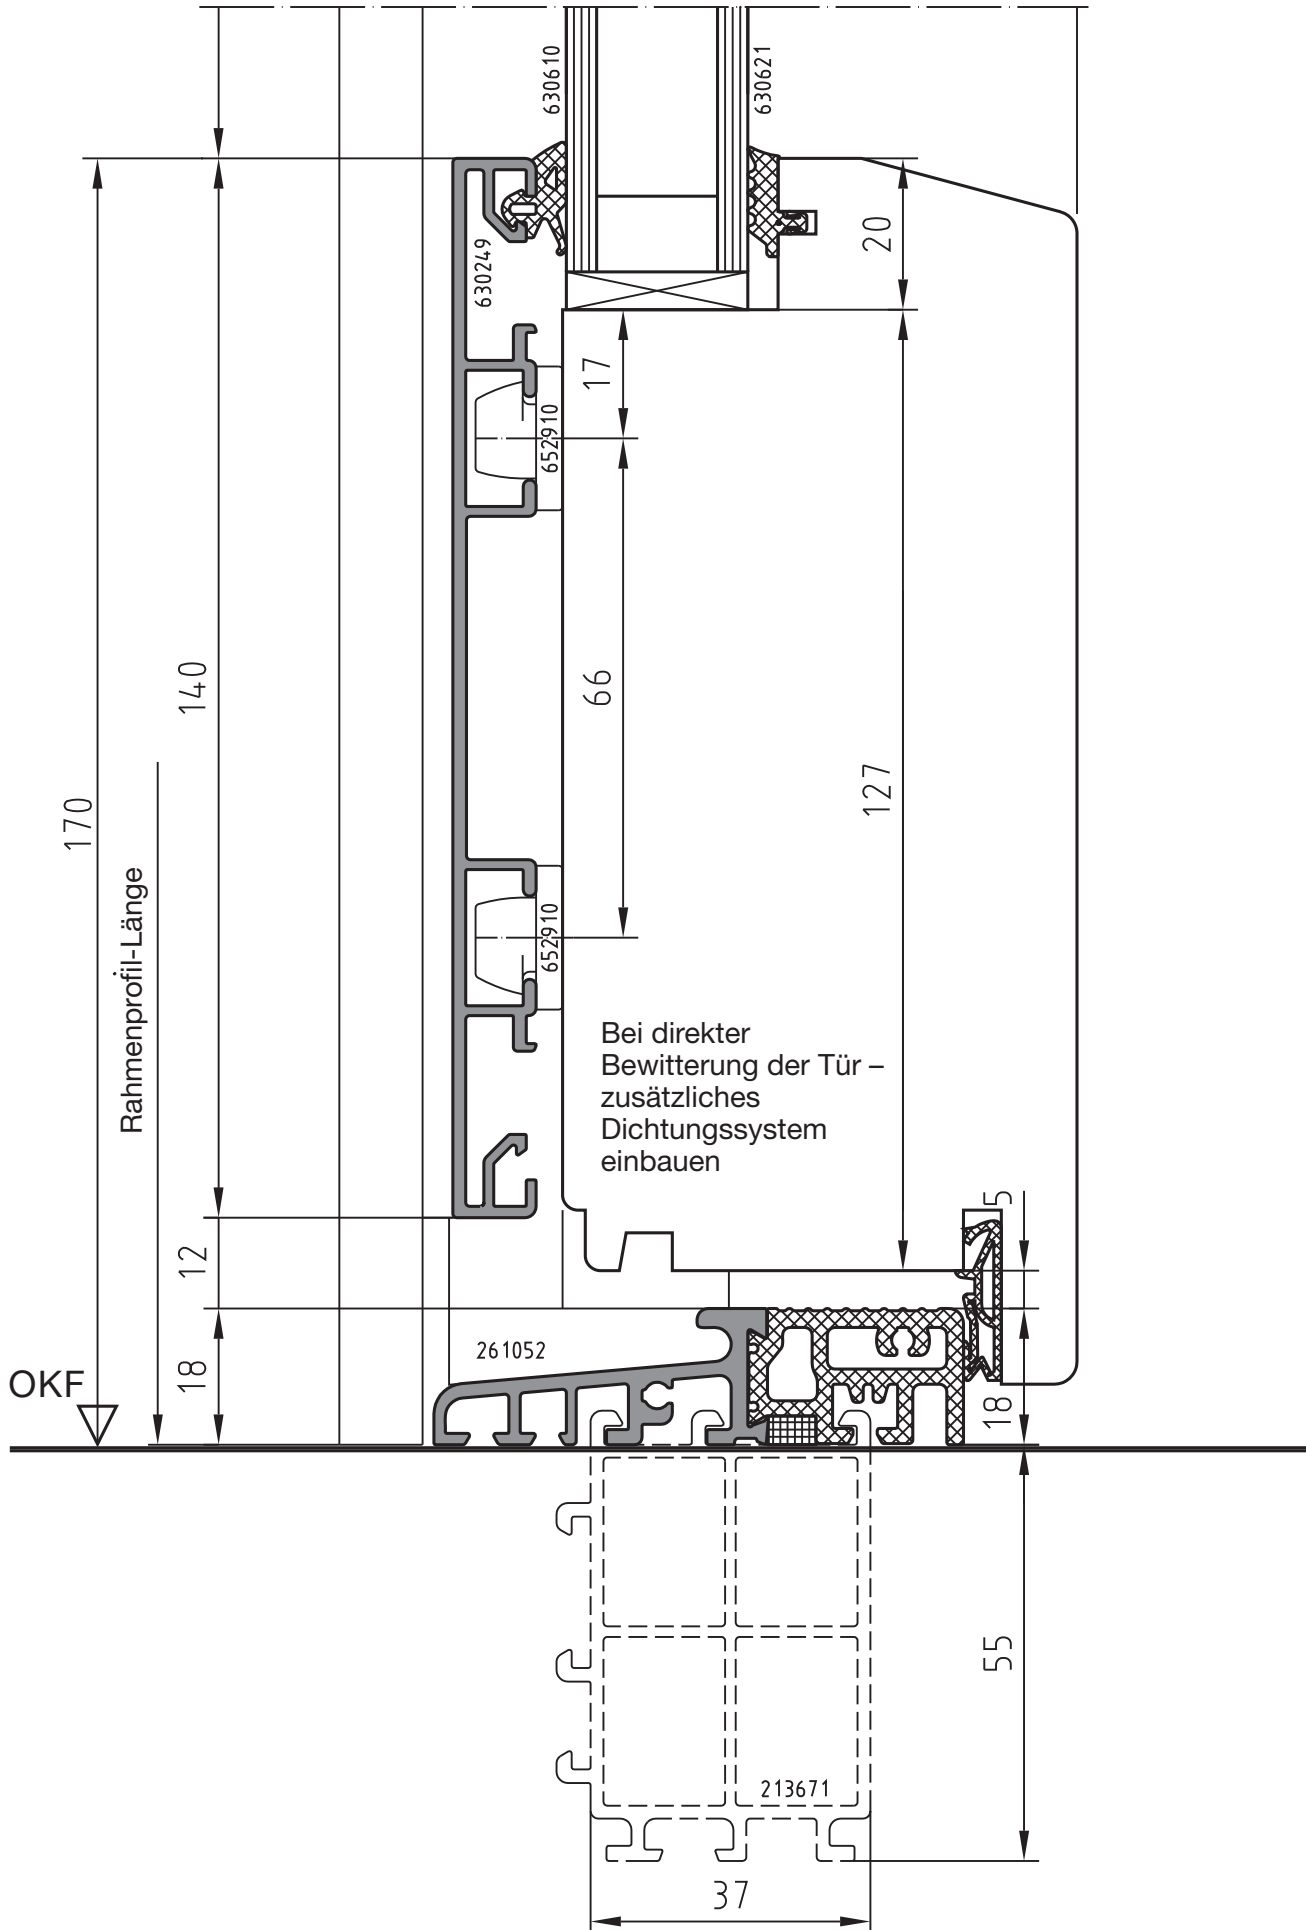 630610
630621
630249
20
17
652910
140
66
127
170
Rahmenprofil-Länge
652910
Bei direkter
Bewitterung der Tür –
zusätzliches
Dichtungssystem
einbauen
5
12
261052
18
OKF
18
55
213671
37